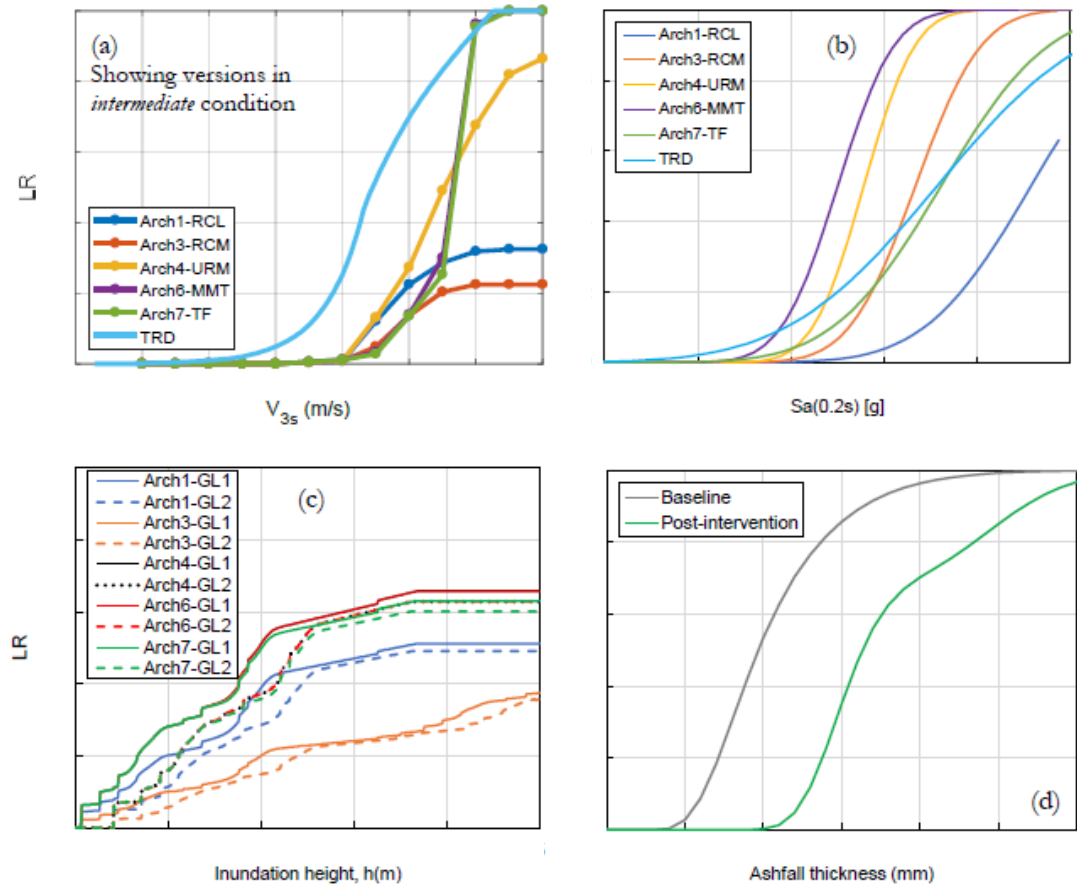 (a)
Showing versions in
intermediate condition
LR
Arch1-RCL
Arch3-RCM
Arch4-URM
Arch6-MMT
Arch7-TF
TRD
V3s (m/s)
(b)
Arch1-RCL
Arch3-RCM
Arch4-URM
Arch6-MMT
Arch7-TF
TRD
Sa(0.2s) [g]
(c)
LR
Arch1-GL1
Arch1-GL2
Arch3-GL1
Arch3-GL2
Arch4-GL1
Arch4-GL2
Arch6-GL1
Arch6-GL2
Arch7-GL1
Arch7-GL2
Inundation height, h(m)
Baseline
Post-intervention
(d)
Ashfall thickness (mm)